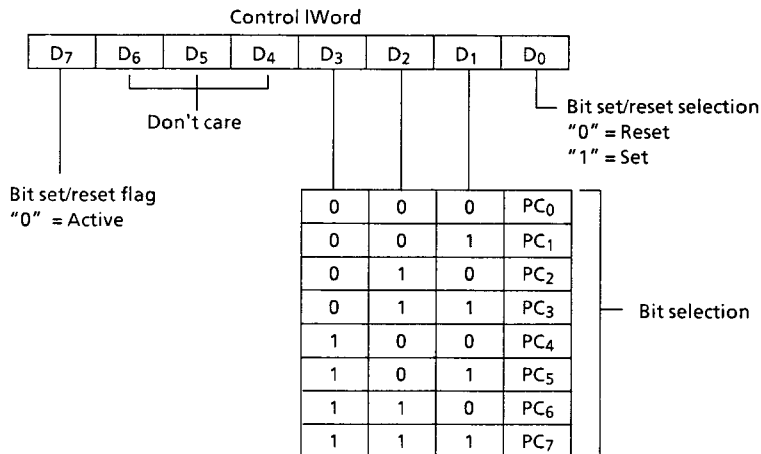 Control lWord
D7 D6 D5 D4 D3 D2 D1 D0
Don't care
Bit set/reset selection
"0" = Reset
"1" = Set
Bit set/reset flag
"0" = Active
0 0 0 PC0
0 0 1 PC1
0 1 0 PC2
0 1 1 PC3
1 0 0 PC4
1 0 1 PC5
1 1 0 PC6
1 1 1 PC7
Bit selection